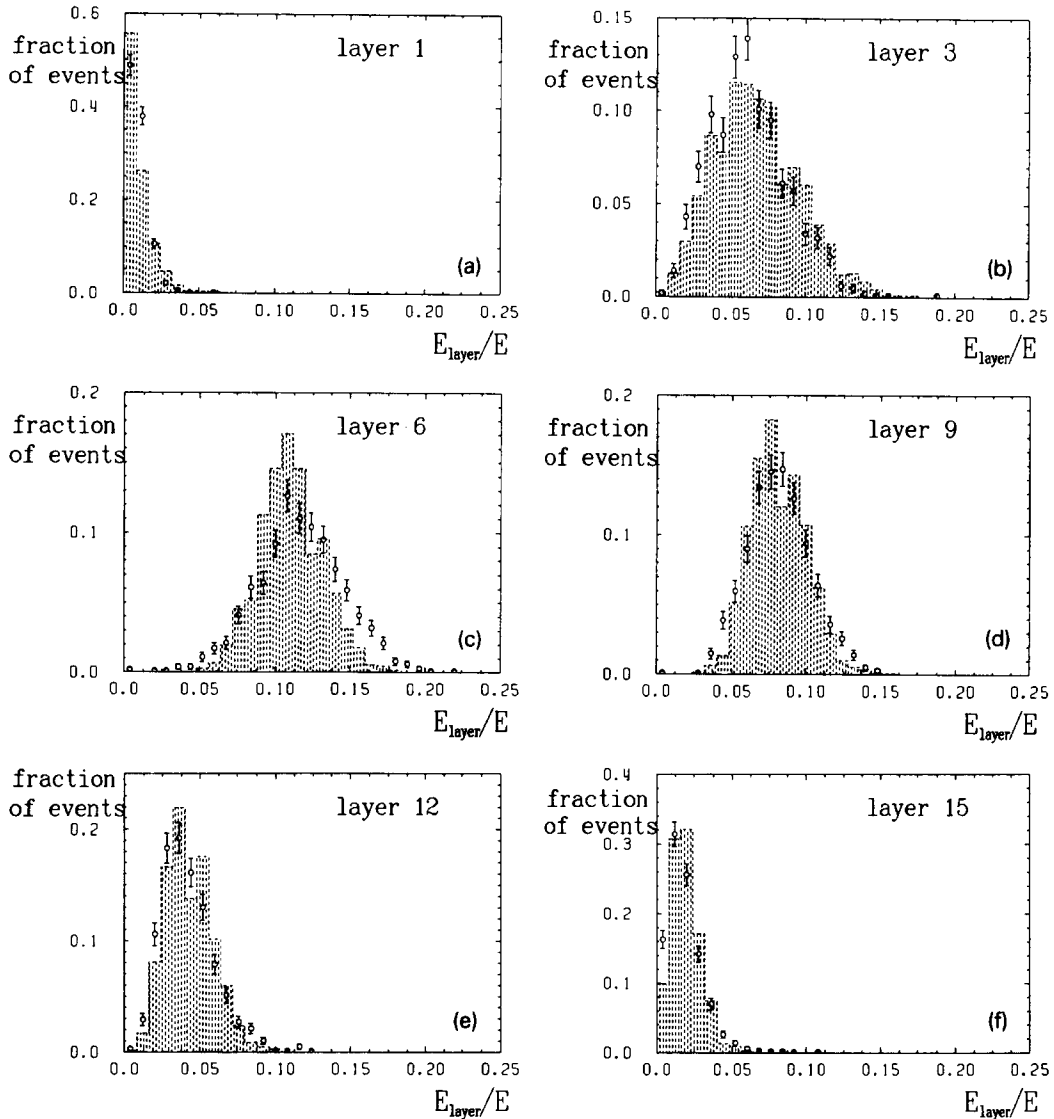 0.6
fraction
of events
layer 1
0.4
0.2
(a)
0.0
0.0 0.05 0.10 0.15 0.20 0.25
E_layer/E
0.15
fraction
of events
layer 3
0.10
0.05
(b)
0.00
0.0 0.05 0.10 0.15 0.20 0.25
E_layer/E
0.2
fraction
of events
layer 6
0.1
(c)
0.0
0.0 0.05 0.10 0.15 0.20 0.25
E_layer/E
0.2
fraction
of events
layer 9
0.1
(d)
0.0
0.0 0.05 0.10 0.15 0.20 0.25
E_layer/E
fraction
of events
layer 12
0.2
0.1
(e)
0.0
0.0 0.05 0.10 0.15 0.20 0.25
E_layer/E
0.4
fraction
of events
layer 15
0.3
0.2
0.1
(f)
0.0
0.0 0.05 0.10 0.15 0.20 0.25
E_layer/E